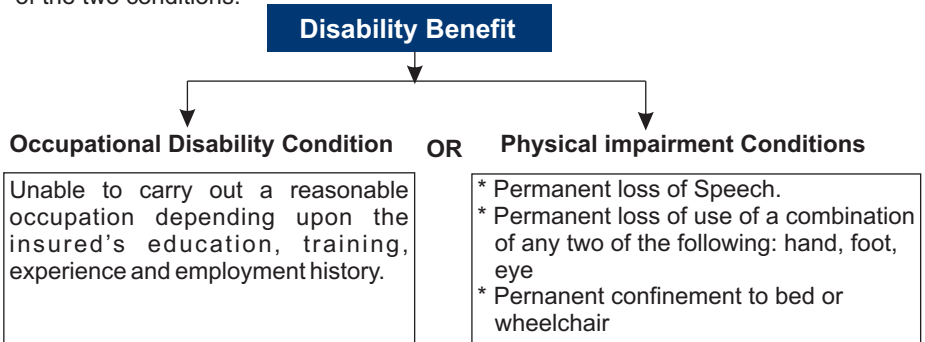 of the two conditions.
Disability Benefit
Occupational Disability Condition OR Physical impairment Conditions
Unable to carry out a reasonable
occupation depending upon the
insured's education, training,
experience and employment history.
* Permanent loss of Speech.
* Permanent loss of use of a combination
of any two of the following: hand, foot,
eye
* Pernanent confinement to bed or
wheelchair